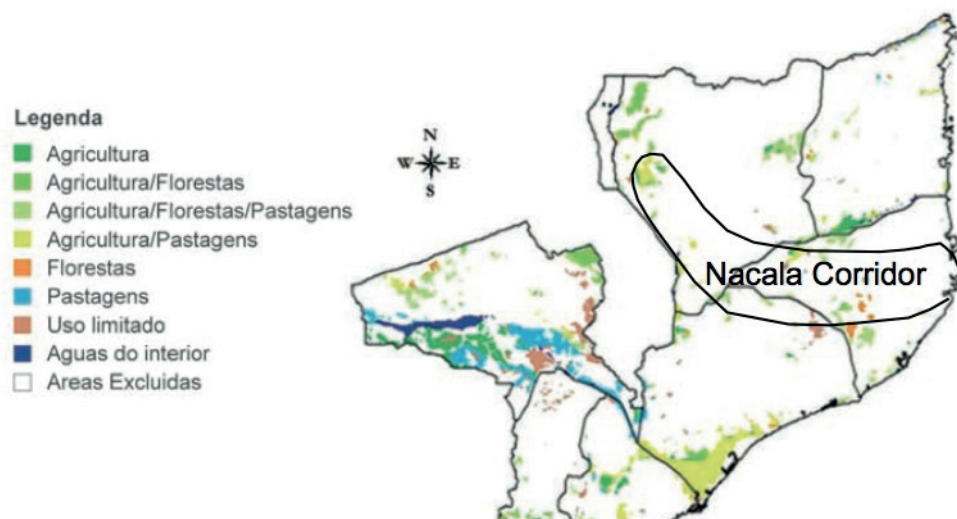 Legenda
Agricultura
Agricultura/Florestas
Agricultura/Florestas/Pastagens
Agricultura/Pastagens
Florestas
Pastagens
Uso limitado
Aguas do interior
Areas Excluidas
N
W E
S
Nacala Corridor